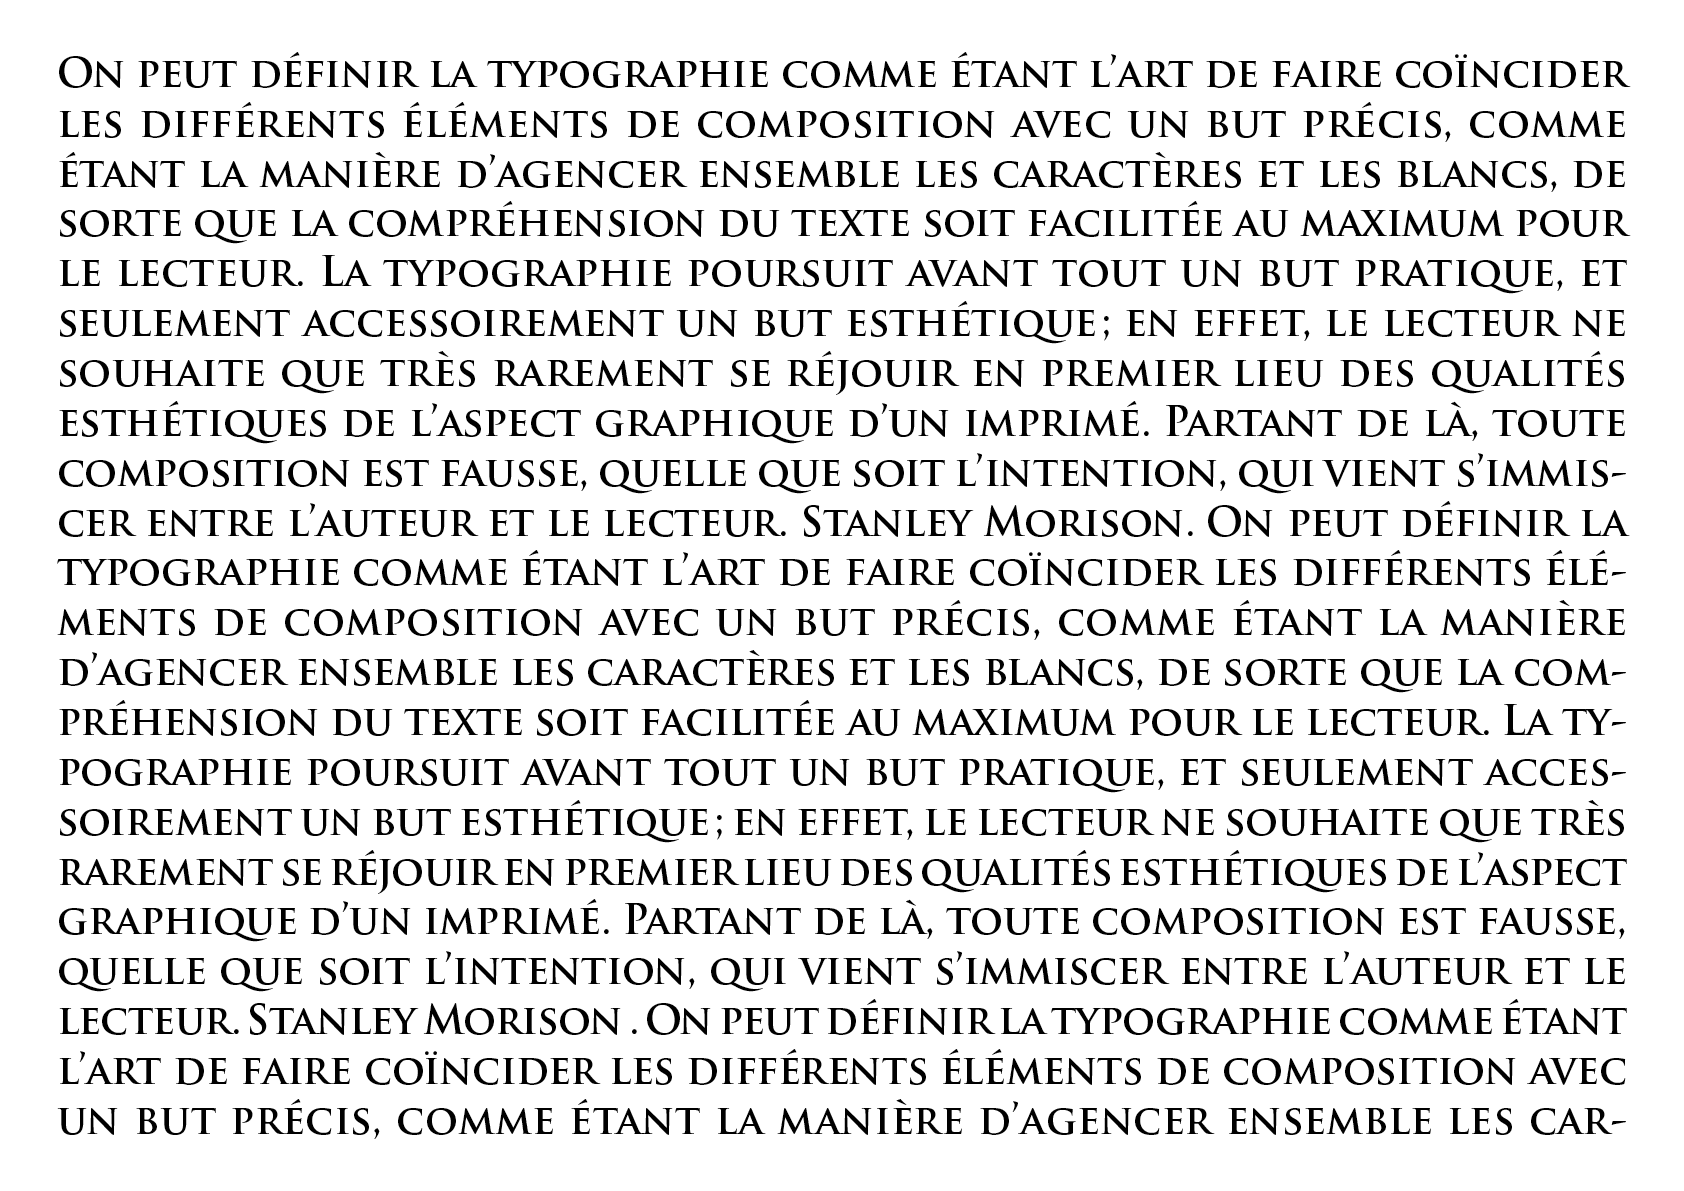 On peut définir la typographie comme étant l’art de faire coïncider
les différents éléments de composition avec un but précis, comme
étant la manière d’agencer ensemble les caractères et les blancs, de
sorte que la compréhension du texte soit facilitée au maximum pour
le lecteur. La typographie poursuit avant tout un but pratique, et
seulement accessoirement un but esthétique ; en effet, le lecteur ne
souhaite que très rarement se réjouir en premier lieu des qualités
esthétiques de l’aspect graphique d’un imprimé. Partant de là, toute
composition est fausse, quelle que soit l’intention, qui vient s’immis-
cer entre l’auteur et le lecteur. Stanley Morison. On peut définir la
typographie comme étant l’art de faire coïncider les différents élé-
ments de composition avec un but précis, comme étant la manière
d’agencer ensemble les caractères et les blancs, de sorte que la com-
préhension du texte soit facilitée au maximum pour le lecteur. La ty-
pographie poursuit avant tout un but pratique, et seulement acces-
soirement un but esthétique ; en effet, le lecteur ne souhaite que très
rarement se réjouir en premier lieu des qualités esthétiques de l’aspect
graphique d’un imprimé. Partant de là, toute composition est fausse,
quelle que soit l’intention, qui vient s’immiscer entre l’auteur et le
lecteur. Stanley Morison . On peut définir la typographie comme étant
l’art de faire coïncider les différents éléments de composition avec
un but précis, comme étant la manière d’agencer ensemble les car-